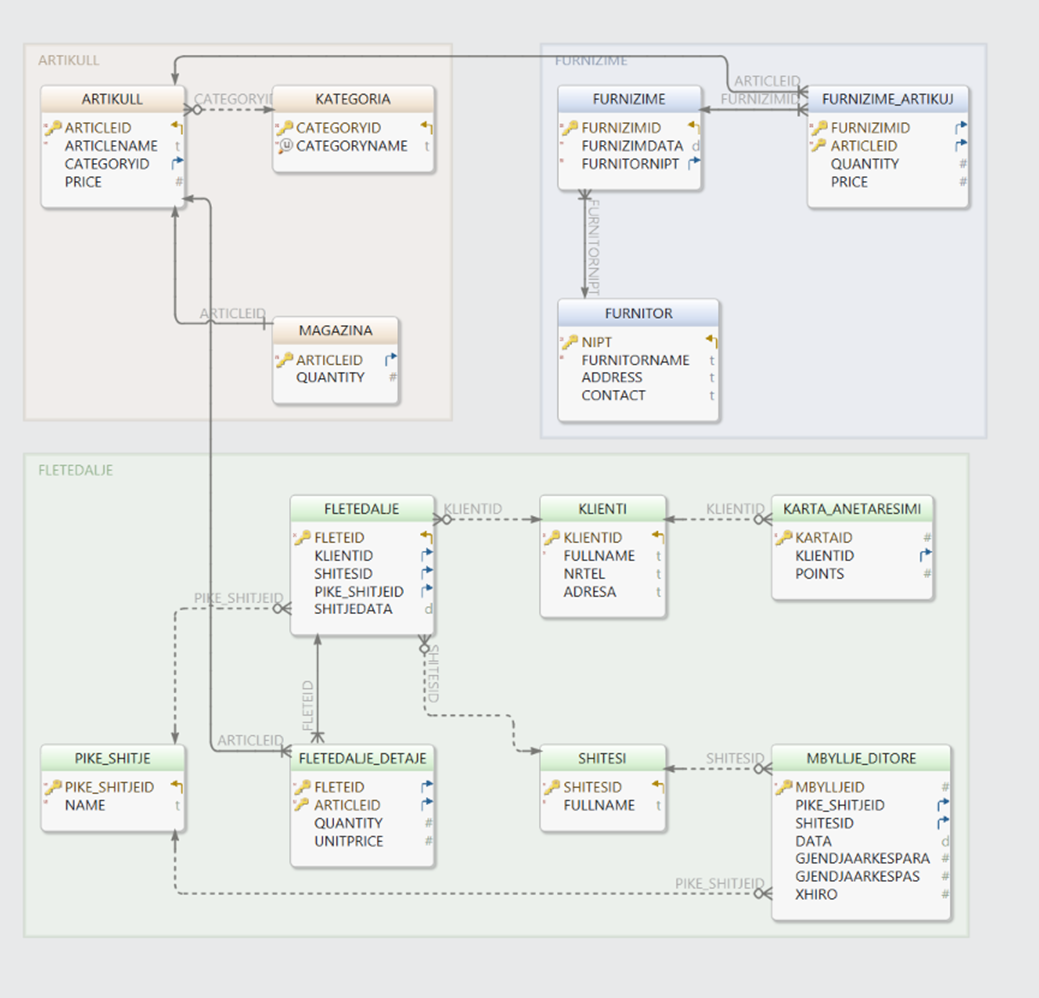 ARTIKULL
ARTIKULL
ARTICLEID
ARTICLENAME t
CATEGORYID
PRICE #
CATEGORYID
KATEGORIA
CATEGORYID
CATEGORYNAME t
ARTICLEID
MAGAZINA
ARTICLEID
QUANTITY #
FURNIZIME
ARTICLEID
FURNIZIMID
FURNIZIME
FURNIZIMID
FURNIZIMDATA d
FURNITORNIPT
FURNIZIME_ARTIKUJ
FURNIZIMID
ARTICLEID
QUANTITY #
PRICE #
FURNITORNIPT
FURNITOR
NIPT
FURNITORNAME t
ADDRESS t
CONTACT t
FLETEDALJE
FLETEDALJE
FLETEID
KLIENTID
SHITESID
PIKE_SHITJEID
SHITJEDATA d
KLIENTID
KLIENTI
KLIENTID
FULLNAME t
NRTEL t
ADRESA t
KLIENTID
KARTA_ANETARESIMI
KARTAID #
KLIENTID
POINTS #
PIKE_SHITJEID
SHITESID
FLETEID
ARTICLEID
PIKE_SHITJE
PIKE_SHITJEID
NAME t
FLETEDALJE_DETAJE
FLETEID
ARTICLEID
QUANTITY #
UNITPRICE #
SHITESI
SHITESID
FULLNAME t
SHITESID
MBYLLJE_DITORE
MBYLLJEID #
PIKE_SHITJEID
SHITESID
DATA d
GJENDJAARKESPARA #
GJENDJAARKESPAS #
XHIRO #
PIKE_SHITJEID